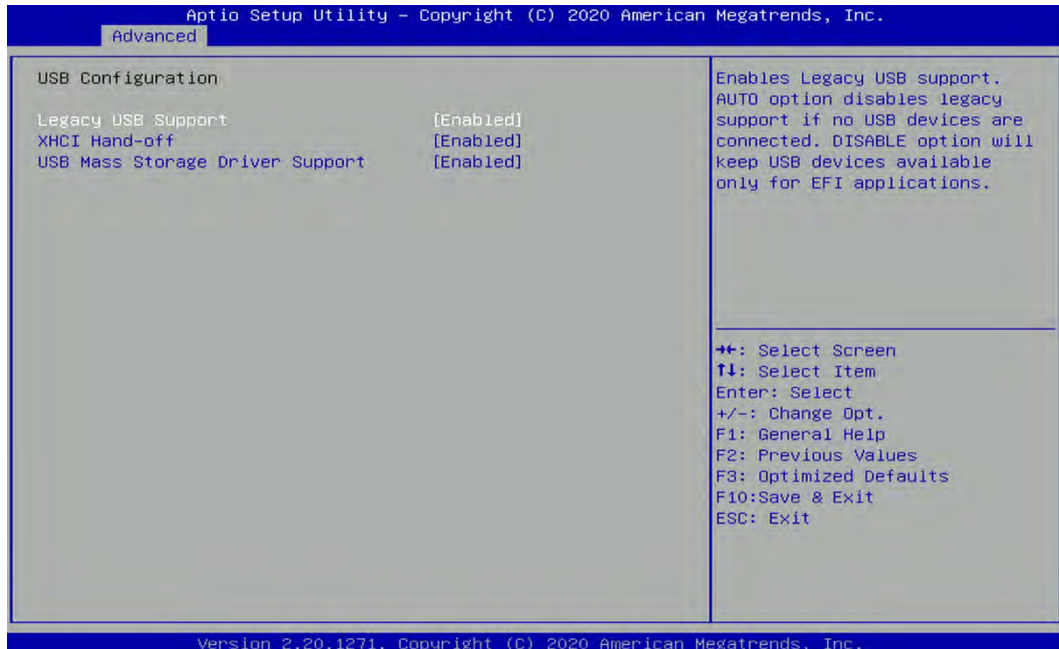 Aptio Setup Utility – Copyright (C) 2020 American Megatrends, Inc.
Advanced
USB Configuration
Legacy USB Support [Enabled]
XHCI Hand-off [Enabled]
USB Mass Storage Driver Support [Enabled]
Enables Legacy USB support.
AUTO option disables legacy
support if no USB devices are
connected. DISABLE option will
keep USB devices available
only for EFI applications.
→←: Select Screen
↑↓: Select Item
Enter: Select
+/-: Change Opt.
F1: General Help
F2: Previous Values
F3: Optimized Defaults
F10:Save & Exit
ESC: Exit
Version 2.20.1271. Copyright (C) 2020 American Megatrends, Inc.